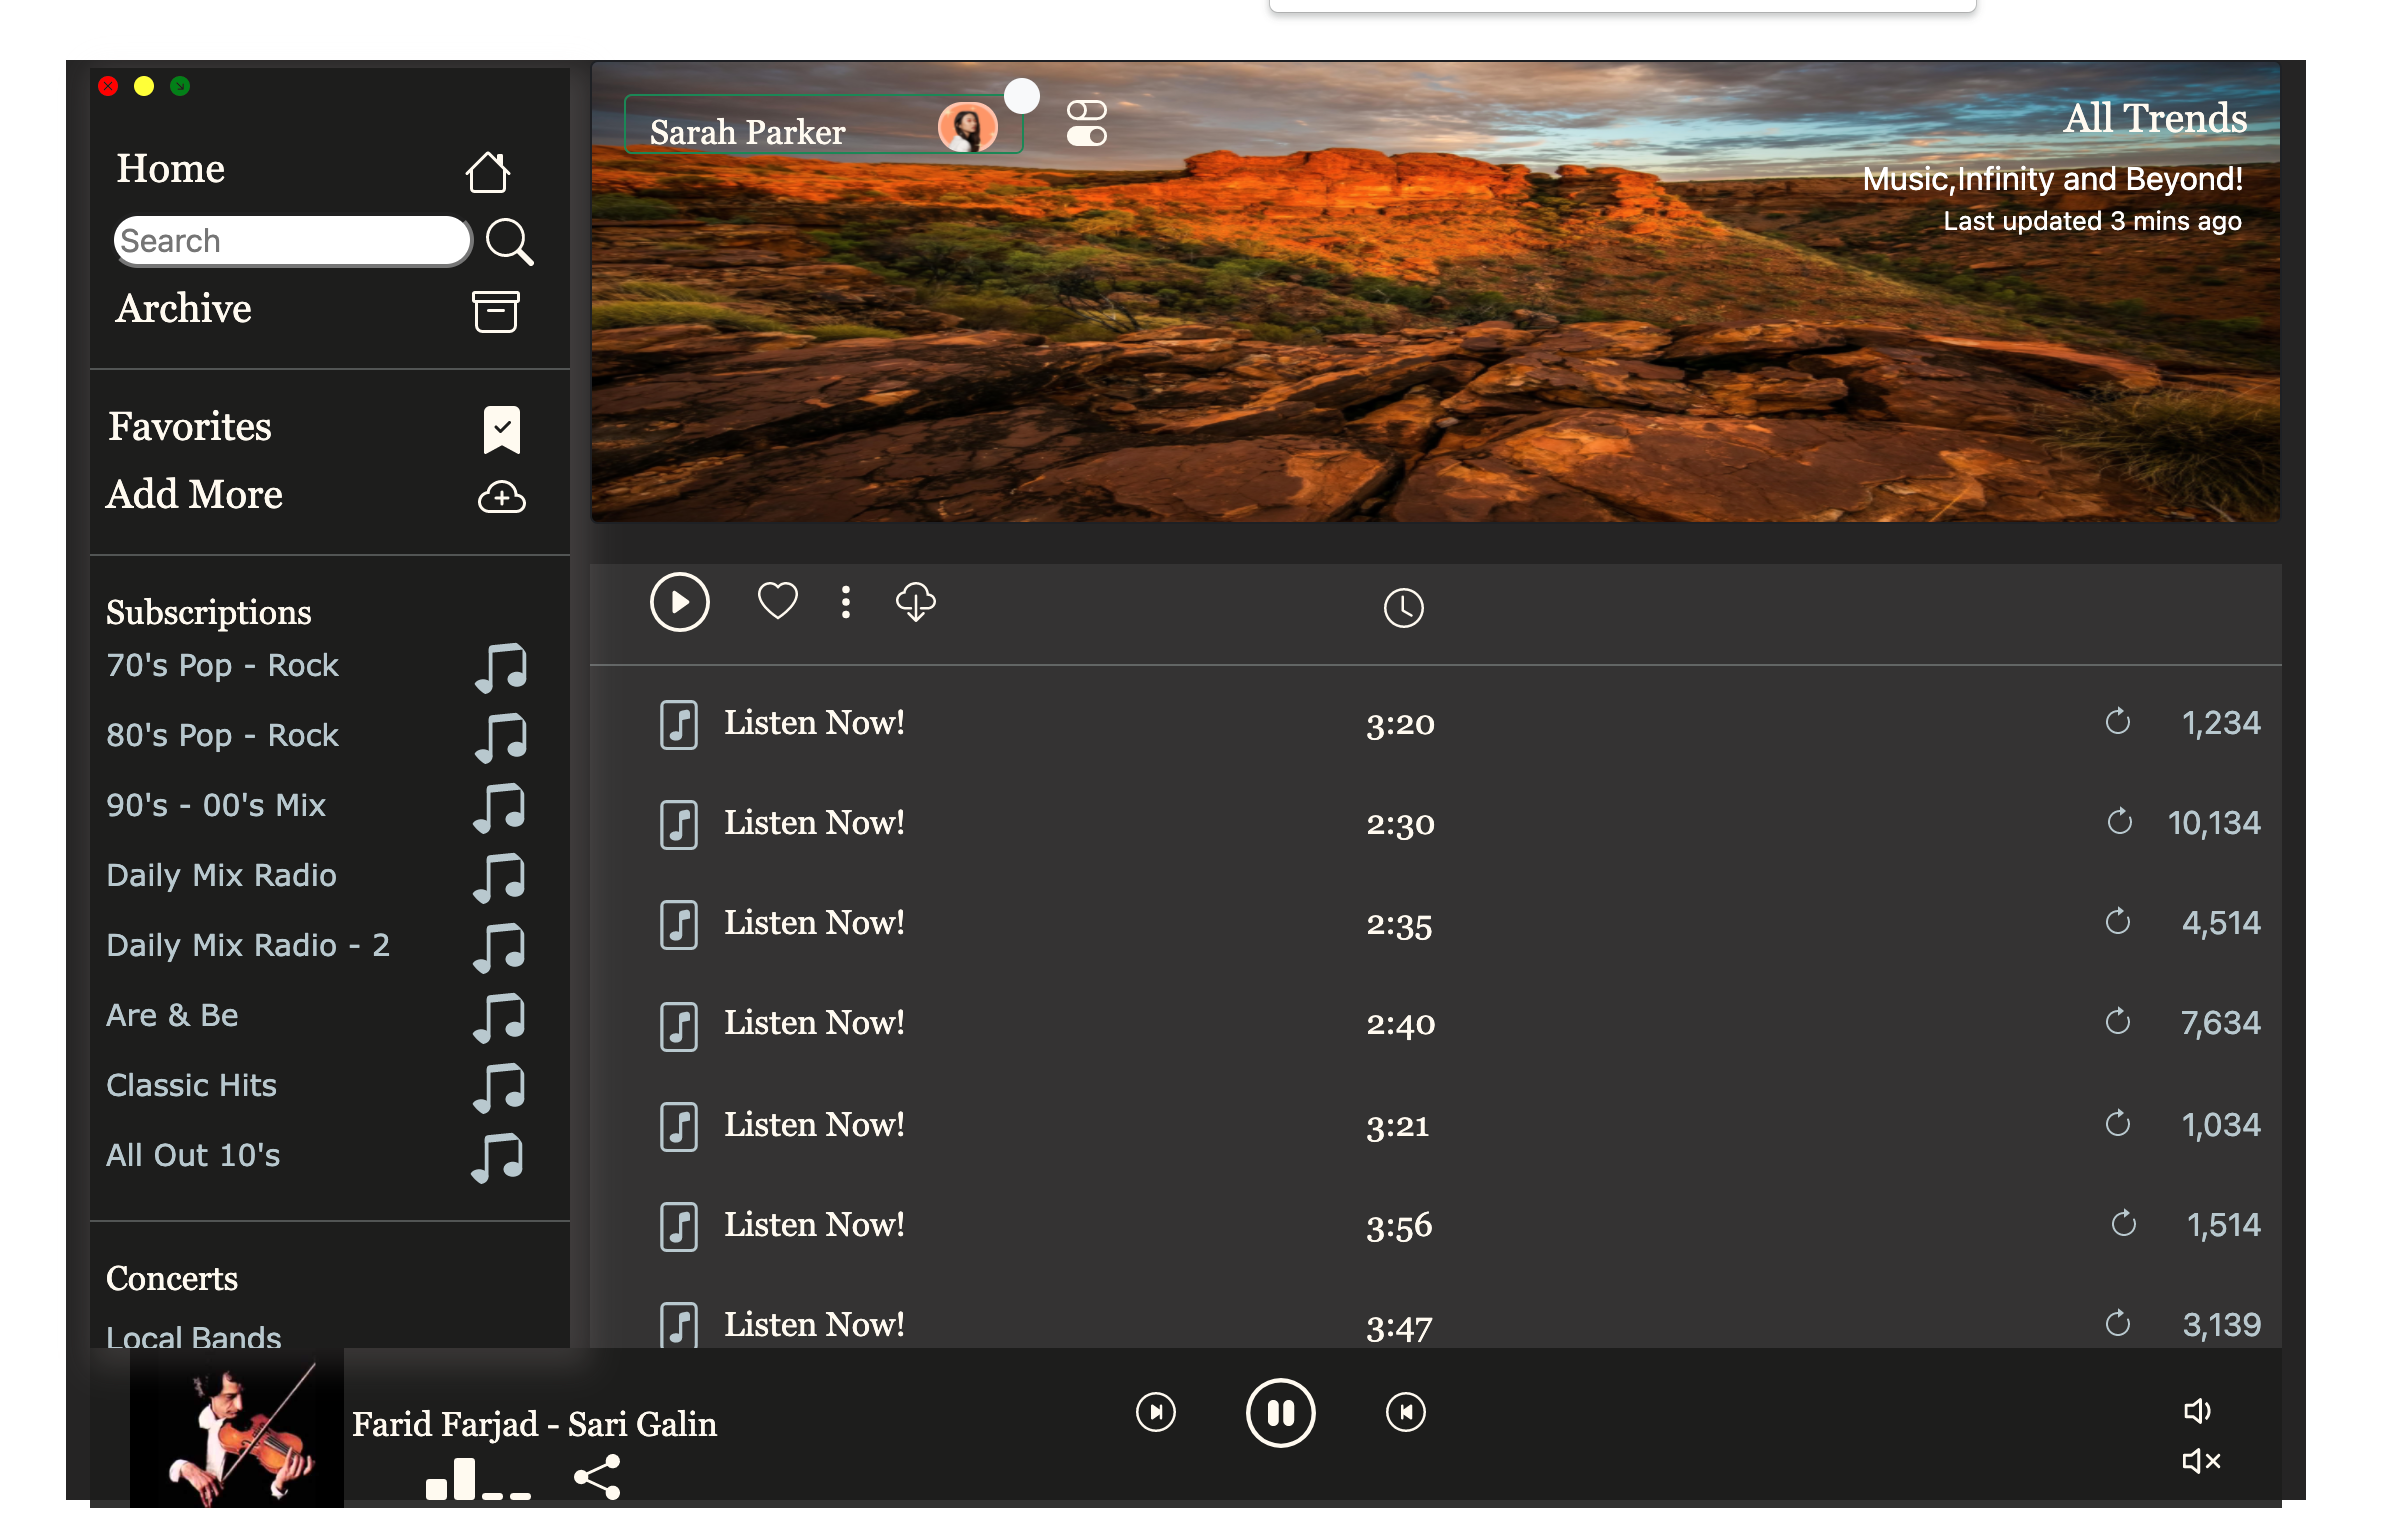 Home
Search
Archive
Favorites
Add More
Subscriptions
70's Pop - Rock
80's Pop - Rock
90's - 00's Mix
Daily Mix Radio
Daily Mix Radio - 2
Are & Be
Classic Hits
All Out 10's
Concerts
Local Bands
Sarah Parker
All Trends
Music,Infinity and Beyond!
Last updated 3 mins ago
Listen Now! 3:20 1,234
Listen Now! 2:30 10,134
Listen Now! 2:35 4,514
Listen Now! 2:40 7,634
Listen Now! 3:21 1,034
Listen Now! 3:56 1,514
Listen Now! 3:47 3,139
Farid Farjad - Sari Galin